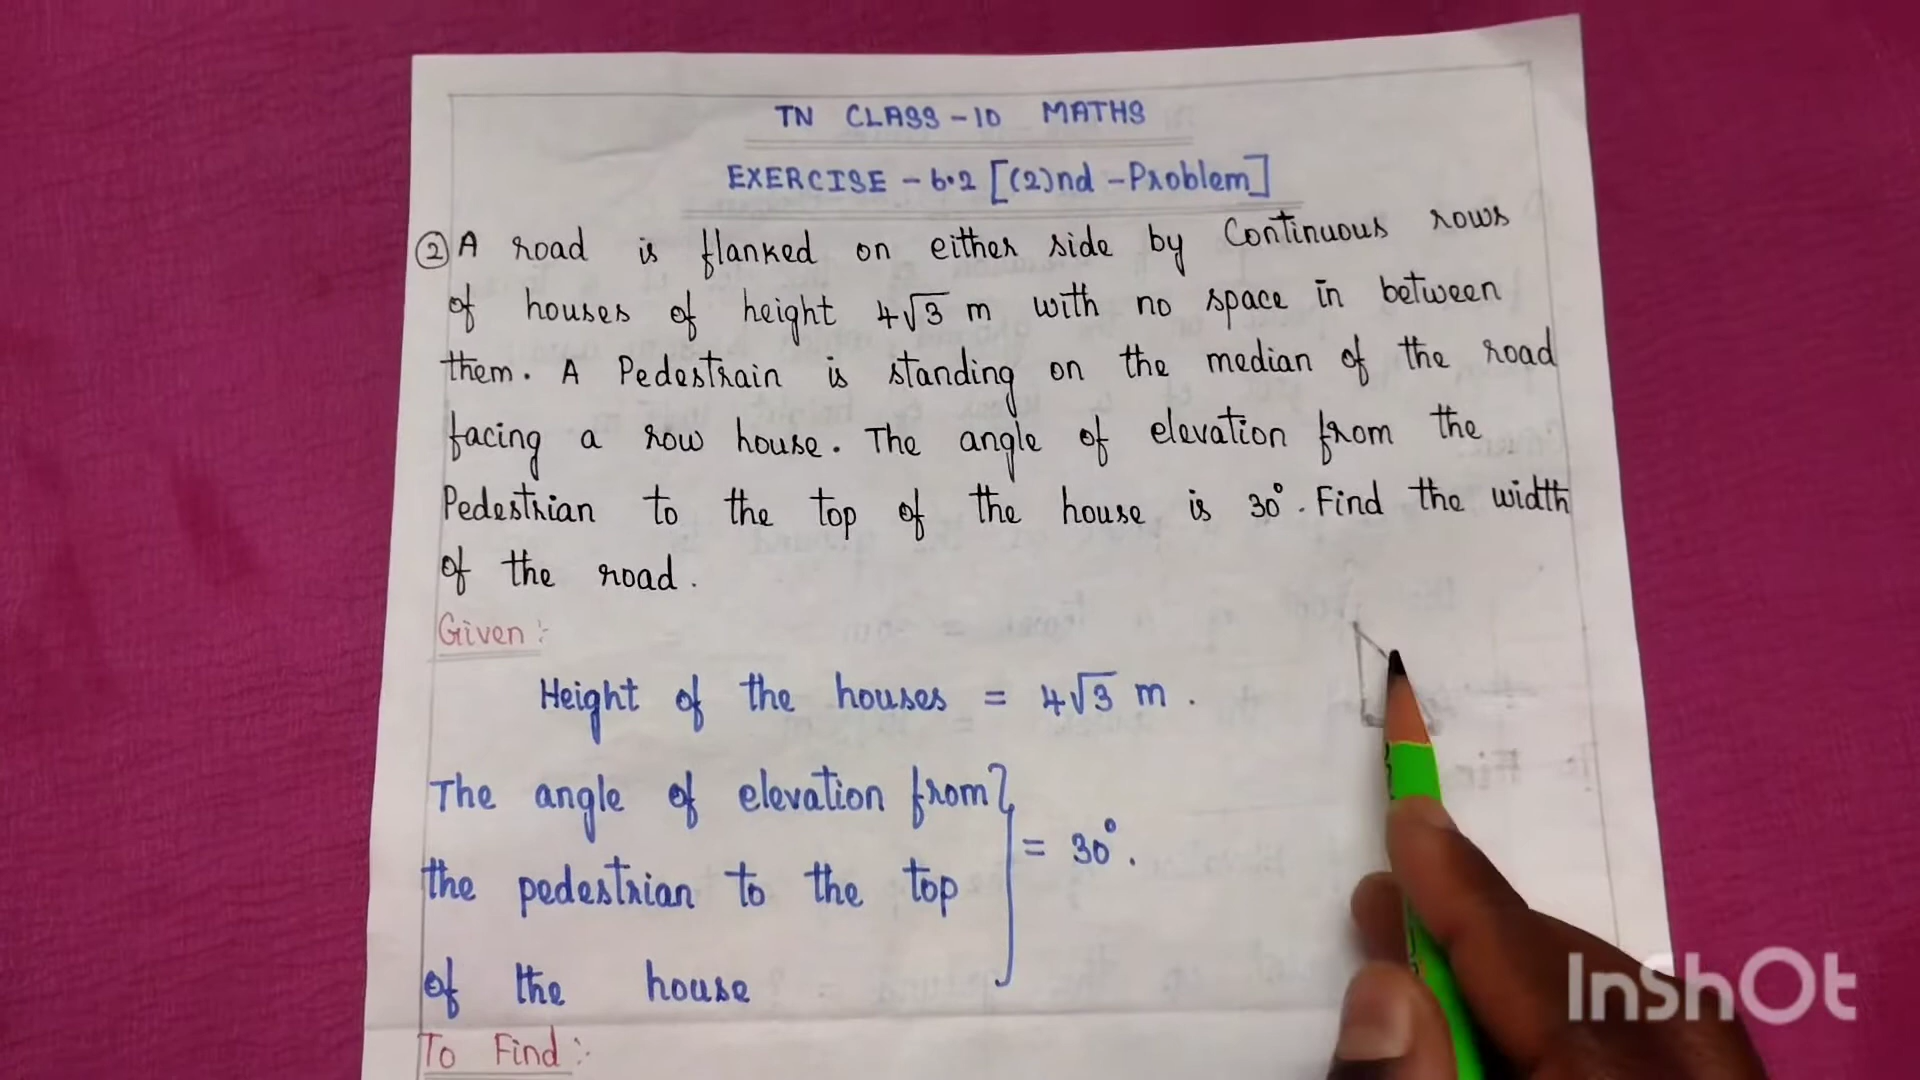 TN CLASS-10 MATHS
EXERCISE - 6.2 [(2)nd - Problem]
② A road is flanked on either side by Continuous rows
of houses of height 4√3 m with no space in between
them. A Pedestrain is standing on the median of the road
facing a row house. The angle of elevation from the
Pedestrian to the top of the house is 30°. Find the width
of the road.
Given :-
Height of the houses = 4√3 m.
The angle of elevation from
the pedestrian to the top
= 30°.
of the house
To Find :-
InShOt